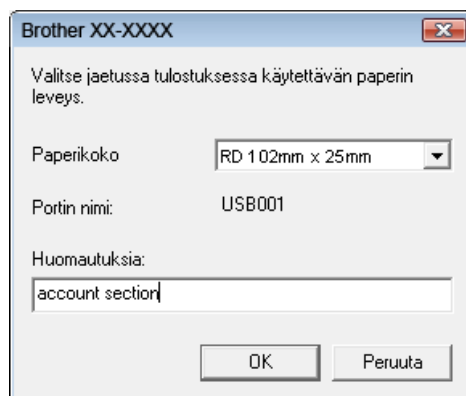 Brother XX-XXXX
Valitse jaetussa tulostuksessa käytettävän paperin
leveys.
Paperikoko RD 102mm x 25mm
Portin nimi: USB001
Huomautuksia:
account section
OK Peruuta